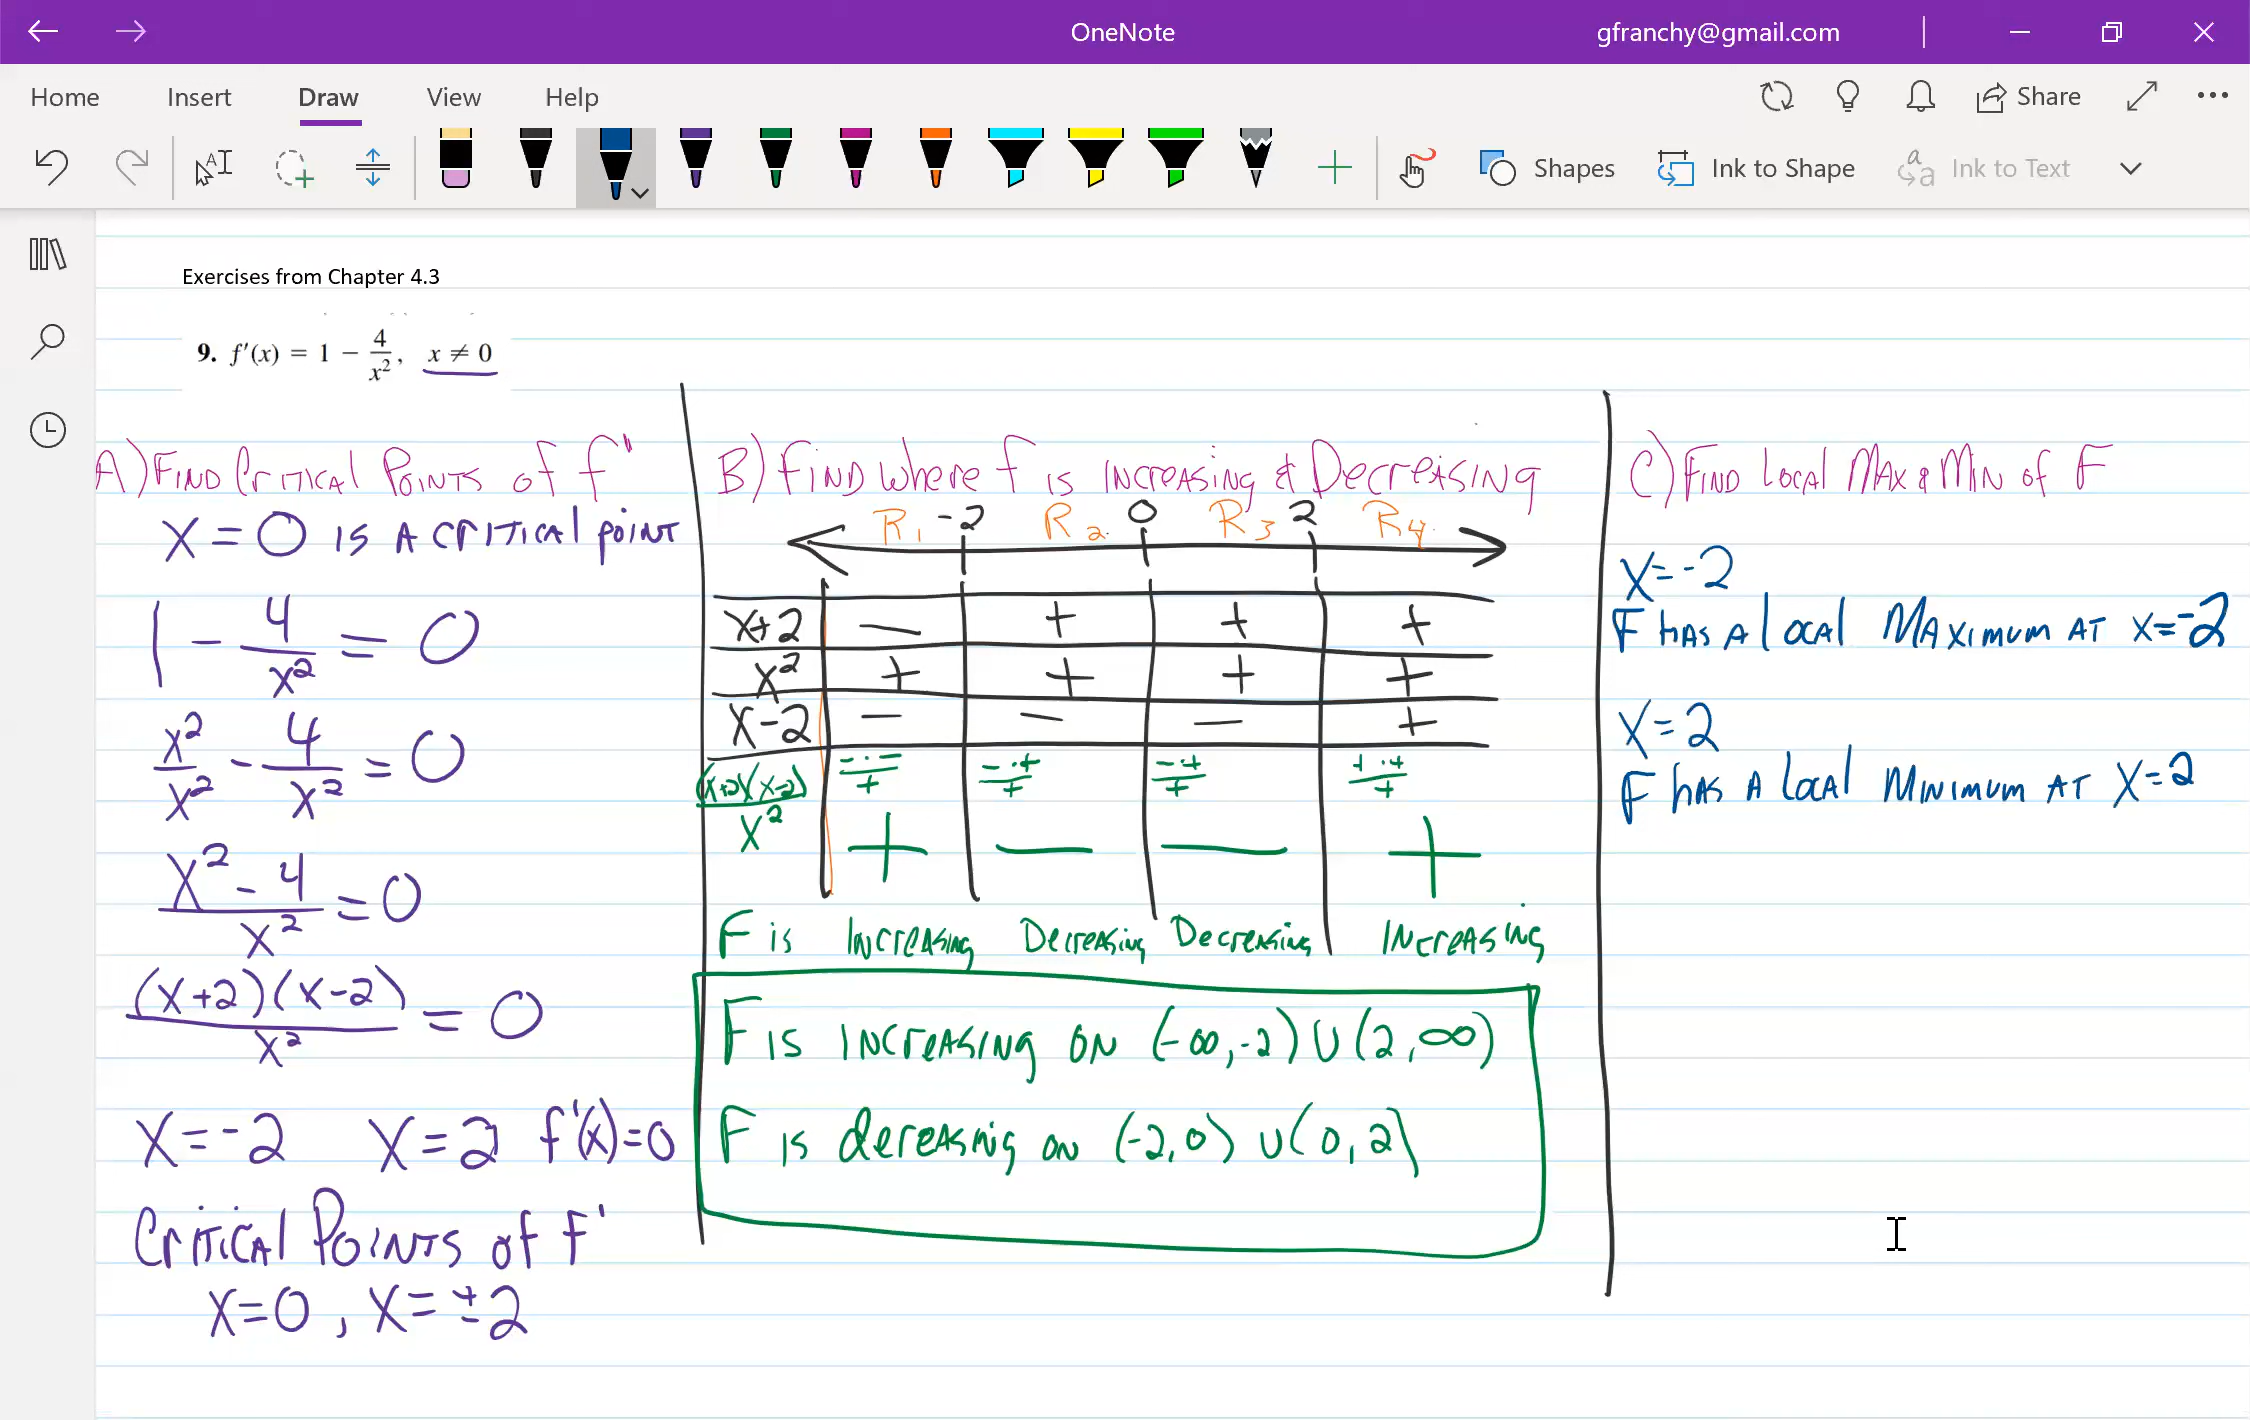 OneNote
gfranchy@gmail.com
Home Insert Draw View Help
Share
Shapes Ink to Shape Ink to Text
Exercises from Chapter 4.3
9. f'(x) = 1 − 4/x², x ≠ 0
A) Find Critical Points of f'
x = 0 is a critical point
1 − 4/x² = 0
x²/x² − 4/x² = 0
x² − 4/x² = 0
(x+2)(x−2)/x² = 0
x = −2 x = 2 f'(x) = 0
Critical Points of f'
x = 0, x = ±2
B) Find where f is Increasing & Decreasing
R1 −2 R2 0 R3 2 R4
x+2 − + + +
x² + + + +
x−2 − − − +
(x+2)(x−2)/x² −·−/+ −·+/+ −·+/+ +·+/+
+ − − +
F is Increasing Decreasing Decreasing Increasing
F is increasing on (−∞, −2) ∪ (2, ∞)
F is dereasing on (−2, 0) ∪ (0, 2)
C) Find Local Max & Min of F
x = −2
F has a local Maximum at x = −2
x = 2
F has a local Minimum at x = 2